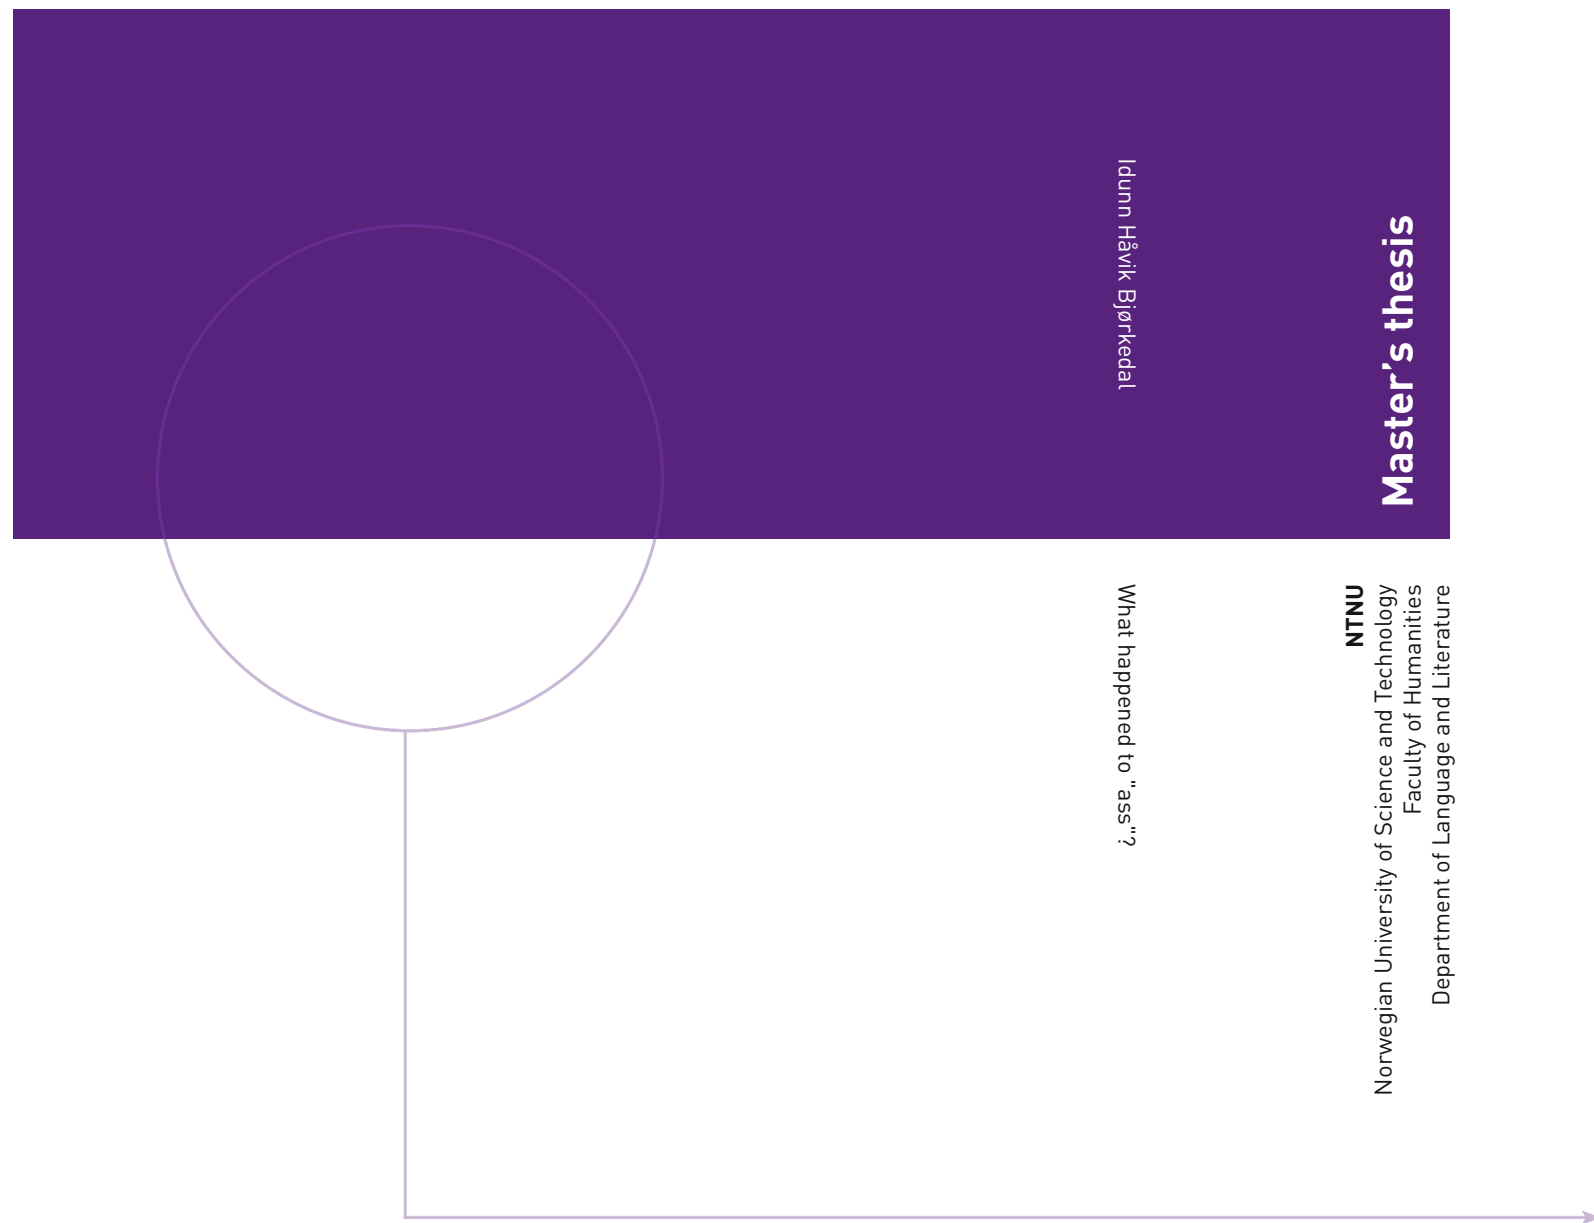 Idunn Håvik Bjørkedal
What happened to "ass"?
Master's thesis
NTNU
Norwegian University of Science and Technology
Faculty of Humanities
Department of Language and Literature